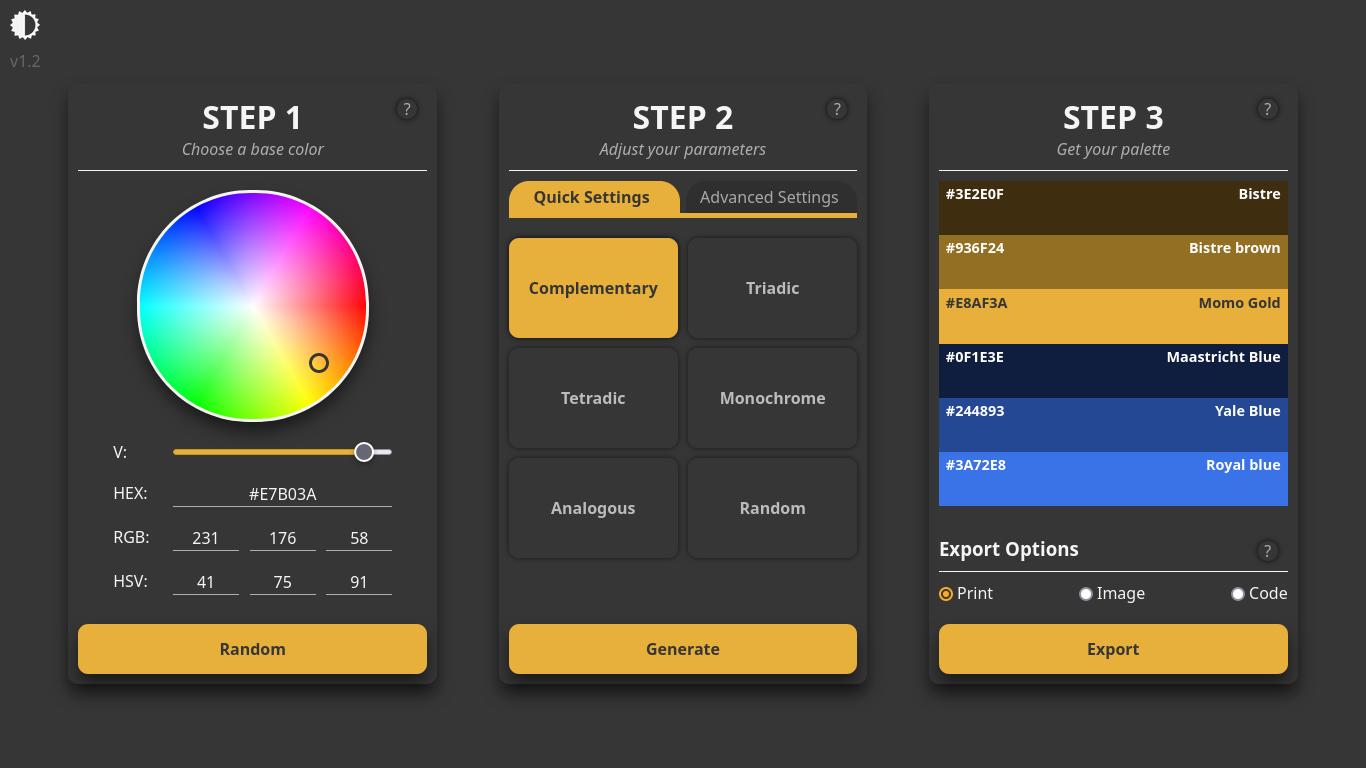 v1.2
STEP 1
?
Choose a base color
V:
HEX:
#E7B03A
RGB:
231
176
58
HSV:
41
75
91
Random
STEP 2
?
Adjust your parameters
Quick Settings
Advanced Settings
Complementary
Triadic
Tetradic
Monochrome
Analogous
Random
Generate
STEP 3
?
Get your palette
#3E2E0F
Bistre
#936F24
Bistre brown
#E8AF3A
Momo Gold
#0F1E3E
Maastricht Blue
#244893
Yale Blue
#3A72E8
Royal blue
Export Options
?
Print
Image
Code
Export